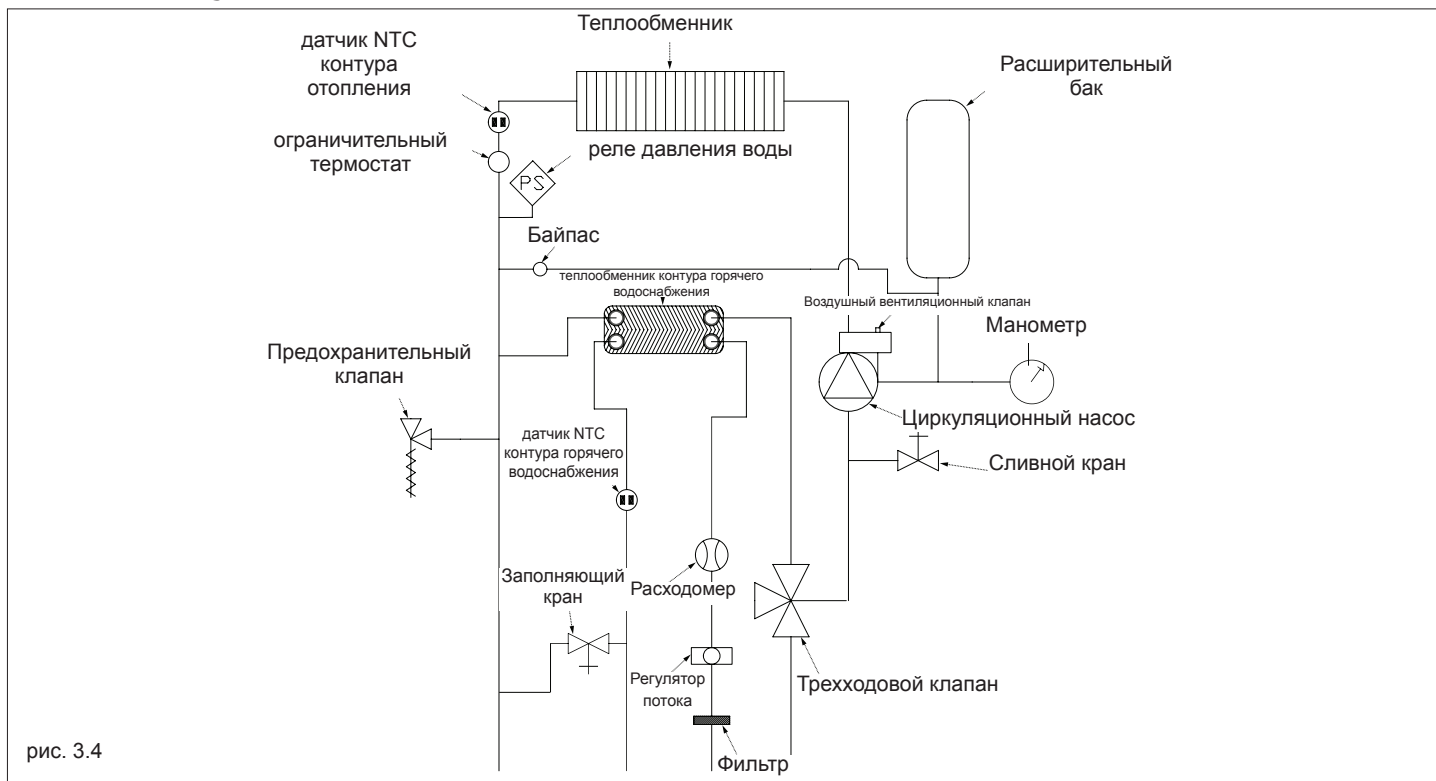 Теплообменник
датчик NTC
контура
отопления
Расширительный
бак
ограничительный
термостат
реле давления воды
PS
Байпас
теплообменник контура горячего
водоснабжения
Воздушный вентиляционный клапан
Манометр
Предохранительный
клапан
Циркуляционный насос
датчик NTC
контура горячего
водоснабжения
Сливной кран
Заполняющий
кран
Расходомер
Регулятор
потока
Трехходовой клапан
рис. 3.4
Фильтр